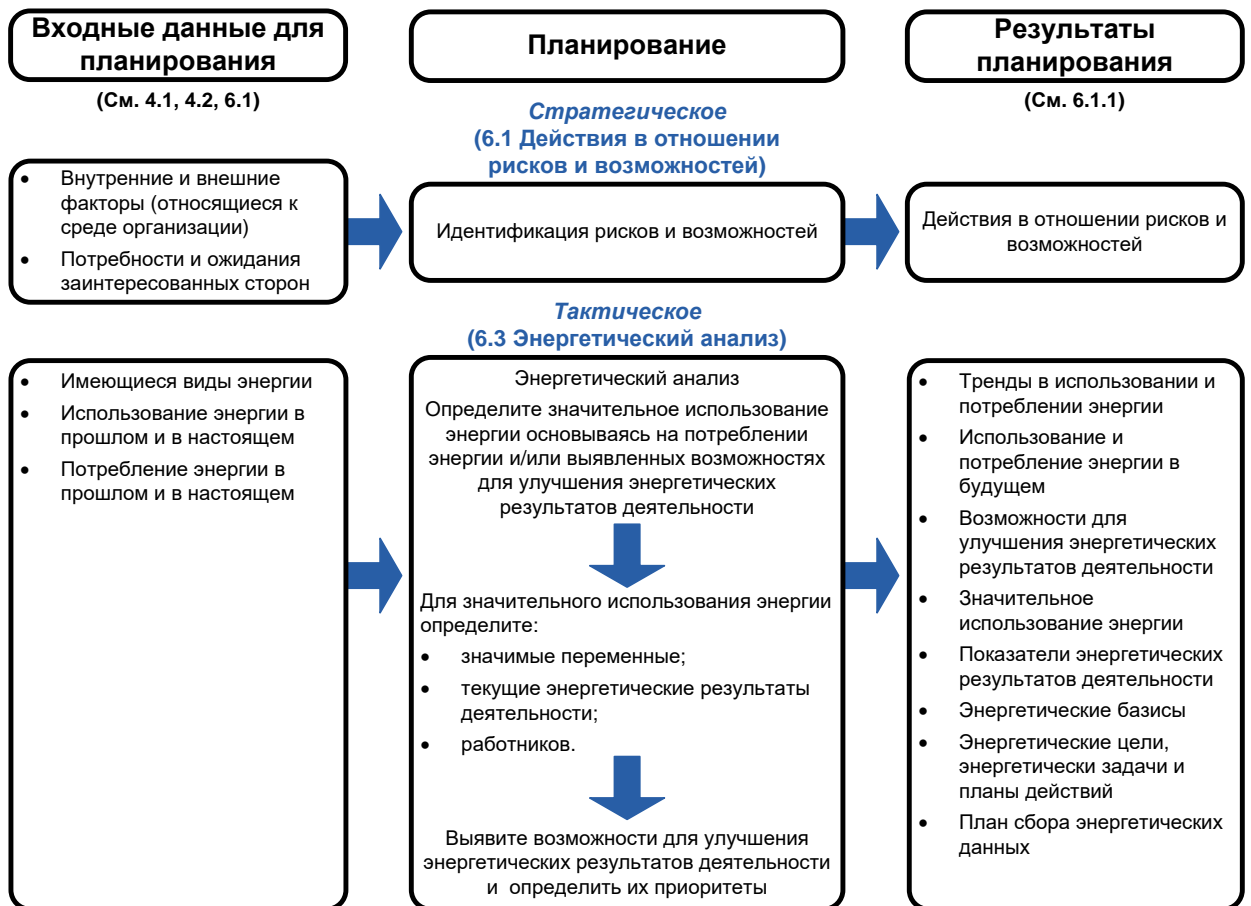 Входные данные для
планирования
(См. 4.1, 4.2, 6.1)
Планирование
Результаты
планирования
(См. 6.1.1)
Стратегическое
(6.1 Действия в отношении
рисков и возможностей)
• Внутренние и внешние
факторы (относящиеся к
среде организации)
• Потребности и ожидания
заинтересованных сторон
Идентификация рисков и возможностей
Действия в отношении рисков и
возможностей
Тактическое
(6.3 Энергетический анализ)
• Имеющиеся виды энергии
• Использование энергии в
прошлом и в настоящем
• Потребление энергии в
прошлом и в настоящем
Энергетический анализ
Определите значительное использование
энергии основываясь на потреблении
энергии и/или выявленных возможностях
для улучшения энергетических
результатов деятельности
Для значительного использования энергии
определите:
• значимые переменные;
• текущие энергетические результаты
деятельности;
• работников.
Выявите возможности для улучшения
энергетических результатов деятельности
и определить их приоритеты
• Тренды в использовании и
потреблении энергии
• Использование и
потребление энергии в
будущем
• Возможности для
улучшения энергетических
результатов деятельности
• Значительное
использование энергии
• Показатели энергетических
результатов деятельности
• Энергетические базисы
• Энергетические цели,
энергетически задачи и
планы действий
• План сбора энергетических
данных